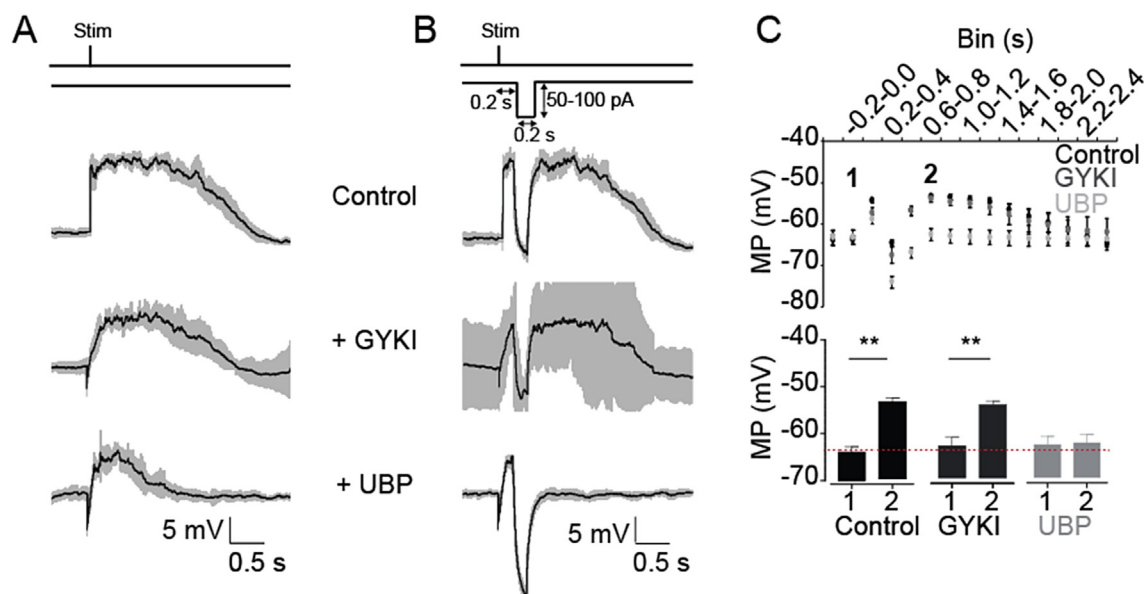 A
Stim
B
Stim
0.2 s
50-100 pA
0.2 s
Control
+ GYKI
+ UBP
5 mV
0.5 s
5 mV
0.5 s
C
Bin (s)
-0.2-0.0
0.2-0.4
0.6-0.8
1.0-1.2
1.4-1.6
1.8-2.0
2.2-2.4
MP (mV)
-40
-50
-60
-70
-80
1
2
Control
GYKI
UBP
MP (mV)
-40
-50
-60
-70
**
**
1 2 1 2 1 2
Control GYKI UBP